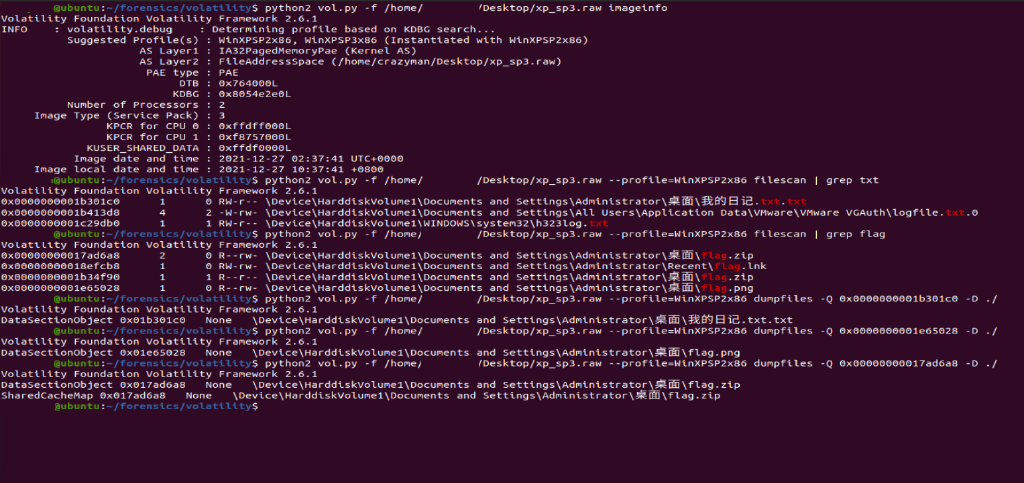 @ubuntu:~/forensics/volatility$ python2 vol.py -f /home/ /Desktop/xp_sp3.raw imageinfo
Volatility Foundation Volatility Framework 2.6.1
INFO : volatility.debug : Determining profile based on KDBG search...
Suggested Profile(s) : WinXPSP2x86, WinXPSP3x86 (Instantiated with WinXPSP2x86)
AS Layer1 : IA32PagedMemoryPae (Kernel AS)
AS Layer2 : FileAddressSpace (/home/crazyman/Desktop/xp_sp3.raw)
PAE type : PAE
DTB : 0x764000L
KDBG : 0x8054e2e0L
Number of Processors : 2
Image Type (Service Pack) : 3
KPCR for CPU 0 : 0xffdff000L
KPCR for CPU 1 : 0xf8757000L
KUSER_SHARED_DATA : 0xffdf0000L
Image date and time : 2021-12-27 02:37:41 UTC+0000
Image local date and time : 2021-12-27 10:37:41 +0800
@ubuntu:~/forensics/volatility$ python2 vol.py -f /home/ /Desktop/xp_sp3.raw --profile=WinXPSP2x86 filescan | grep txt
Volatility Foundation Volatility Framework 2.6.1
0x0000000001b301c0 1 0 RW-r-- \Device\HarddiskVolume1\Documents and Settings\Administrator\桌面\我的日记.txt.txt
0x0000000001b413d8 4 2 -W-rw- \Device\HarddiskVolume1\Documents and Settings\All Users\Application Data\VMware\VMware VGAuth\logfile.txt.0
0x0000000001c29db0 1 1 RW-rw- \Device\HarddiskVolume1\WINDOWS\system32\h323log.txt
@ubuntu:~/forensics/volatility$ python2 vol.py -f /home/ /Desktop/xp_sp3.raw --profile=WinXPSP2x86 filescan | grep flag
Volatility Foundation Volatility Framework 2.6.1
0x00000000017ad6a8 2 0 R--rw- \Device\HarddiskVolume1\Documents and Settings\Administrator\桌面\flag.zip
0x00000000018efcb8 1 0 RW-rw- \Device\HarddiskVolume1\Documents and Settings\Administrator\Recent\flag.lnk
0x0000000001b34f90 1 1 R--r-- \Device\HarddiskVolume1\Documents and Settings\Administrator\桌面\flag.zip
0x0000000001e65028 1 0 R--rw- \Device\HarddiskVolume1\Documents and Settings\Administrator\桌面\flag.png
@ubuntu:~/forensics/volatility$ python2 vol.py -f /home/ /Desktop/xp_sp3.raw --profile=WinXPSP2x86 dumpfiles -Q 0x0000000001b301c0 -D ./
Volatility Foundation Volatility Framework 2.6.1
DataSectionObject 0x01b301c0 None \Device\HarddiskVolume1\Documents and Settings\Administrator\桌面\我的日记.txt.txt
@ubuntu:~/forensics/volatility$ python2 vol.py -f /home/ /Desktop/xp_sp3.raw --profile=WinXPSP2x86 dumpfiles -Q 0x0000000001e65028 -D ./
Volatility Foundation Volatility Framework 2.6.1
DataSectionObject 0x01e65028 None \Device\HarddiskVolume1\Documents and Settings\Administrator\桌面\flag.png
@ubuntu:~/forensics/volatility$ python2 vol.py -f /home/ /Desktop/xp_sp3.raw --profile=WinXPSP2x86 dumpfiles -Q 0x00000000017ad6a8 -D ./
Volatility Foundation Volatility Framework 2.6.1
DataSectionObject 0x017ad6a8 None \Device\HarddiskVolume1\Documents and Settings\Administrator\桌面\flag.zip
SharedCacheMap 0x017ad6a8 None \Device\HarddiskVolume1\Documents and Settings\Administrator\桌面\flag.zip
@ubuntu:~/forensics/volatility$